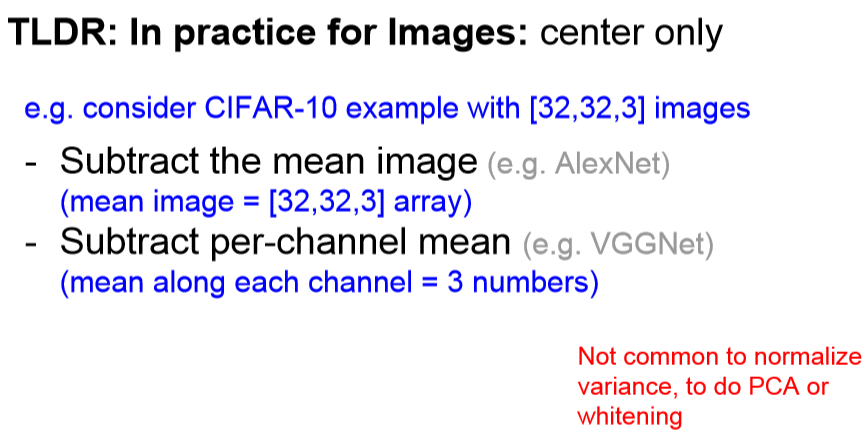 TLDR: In practice for Images: center only
e.g. consider CIFAR-10 example with [32,32,3] images
- Subtract the mean image (e.g. AlexNet)
(mean image = [32,32,3] array)
- Subtract per-channel mean (e.g. VGGNet)
(mean along each channel = 3 numbers)
Not common to normalize
variance, to do PCA or
whitening